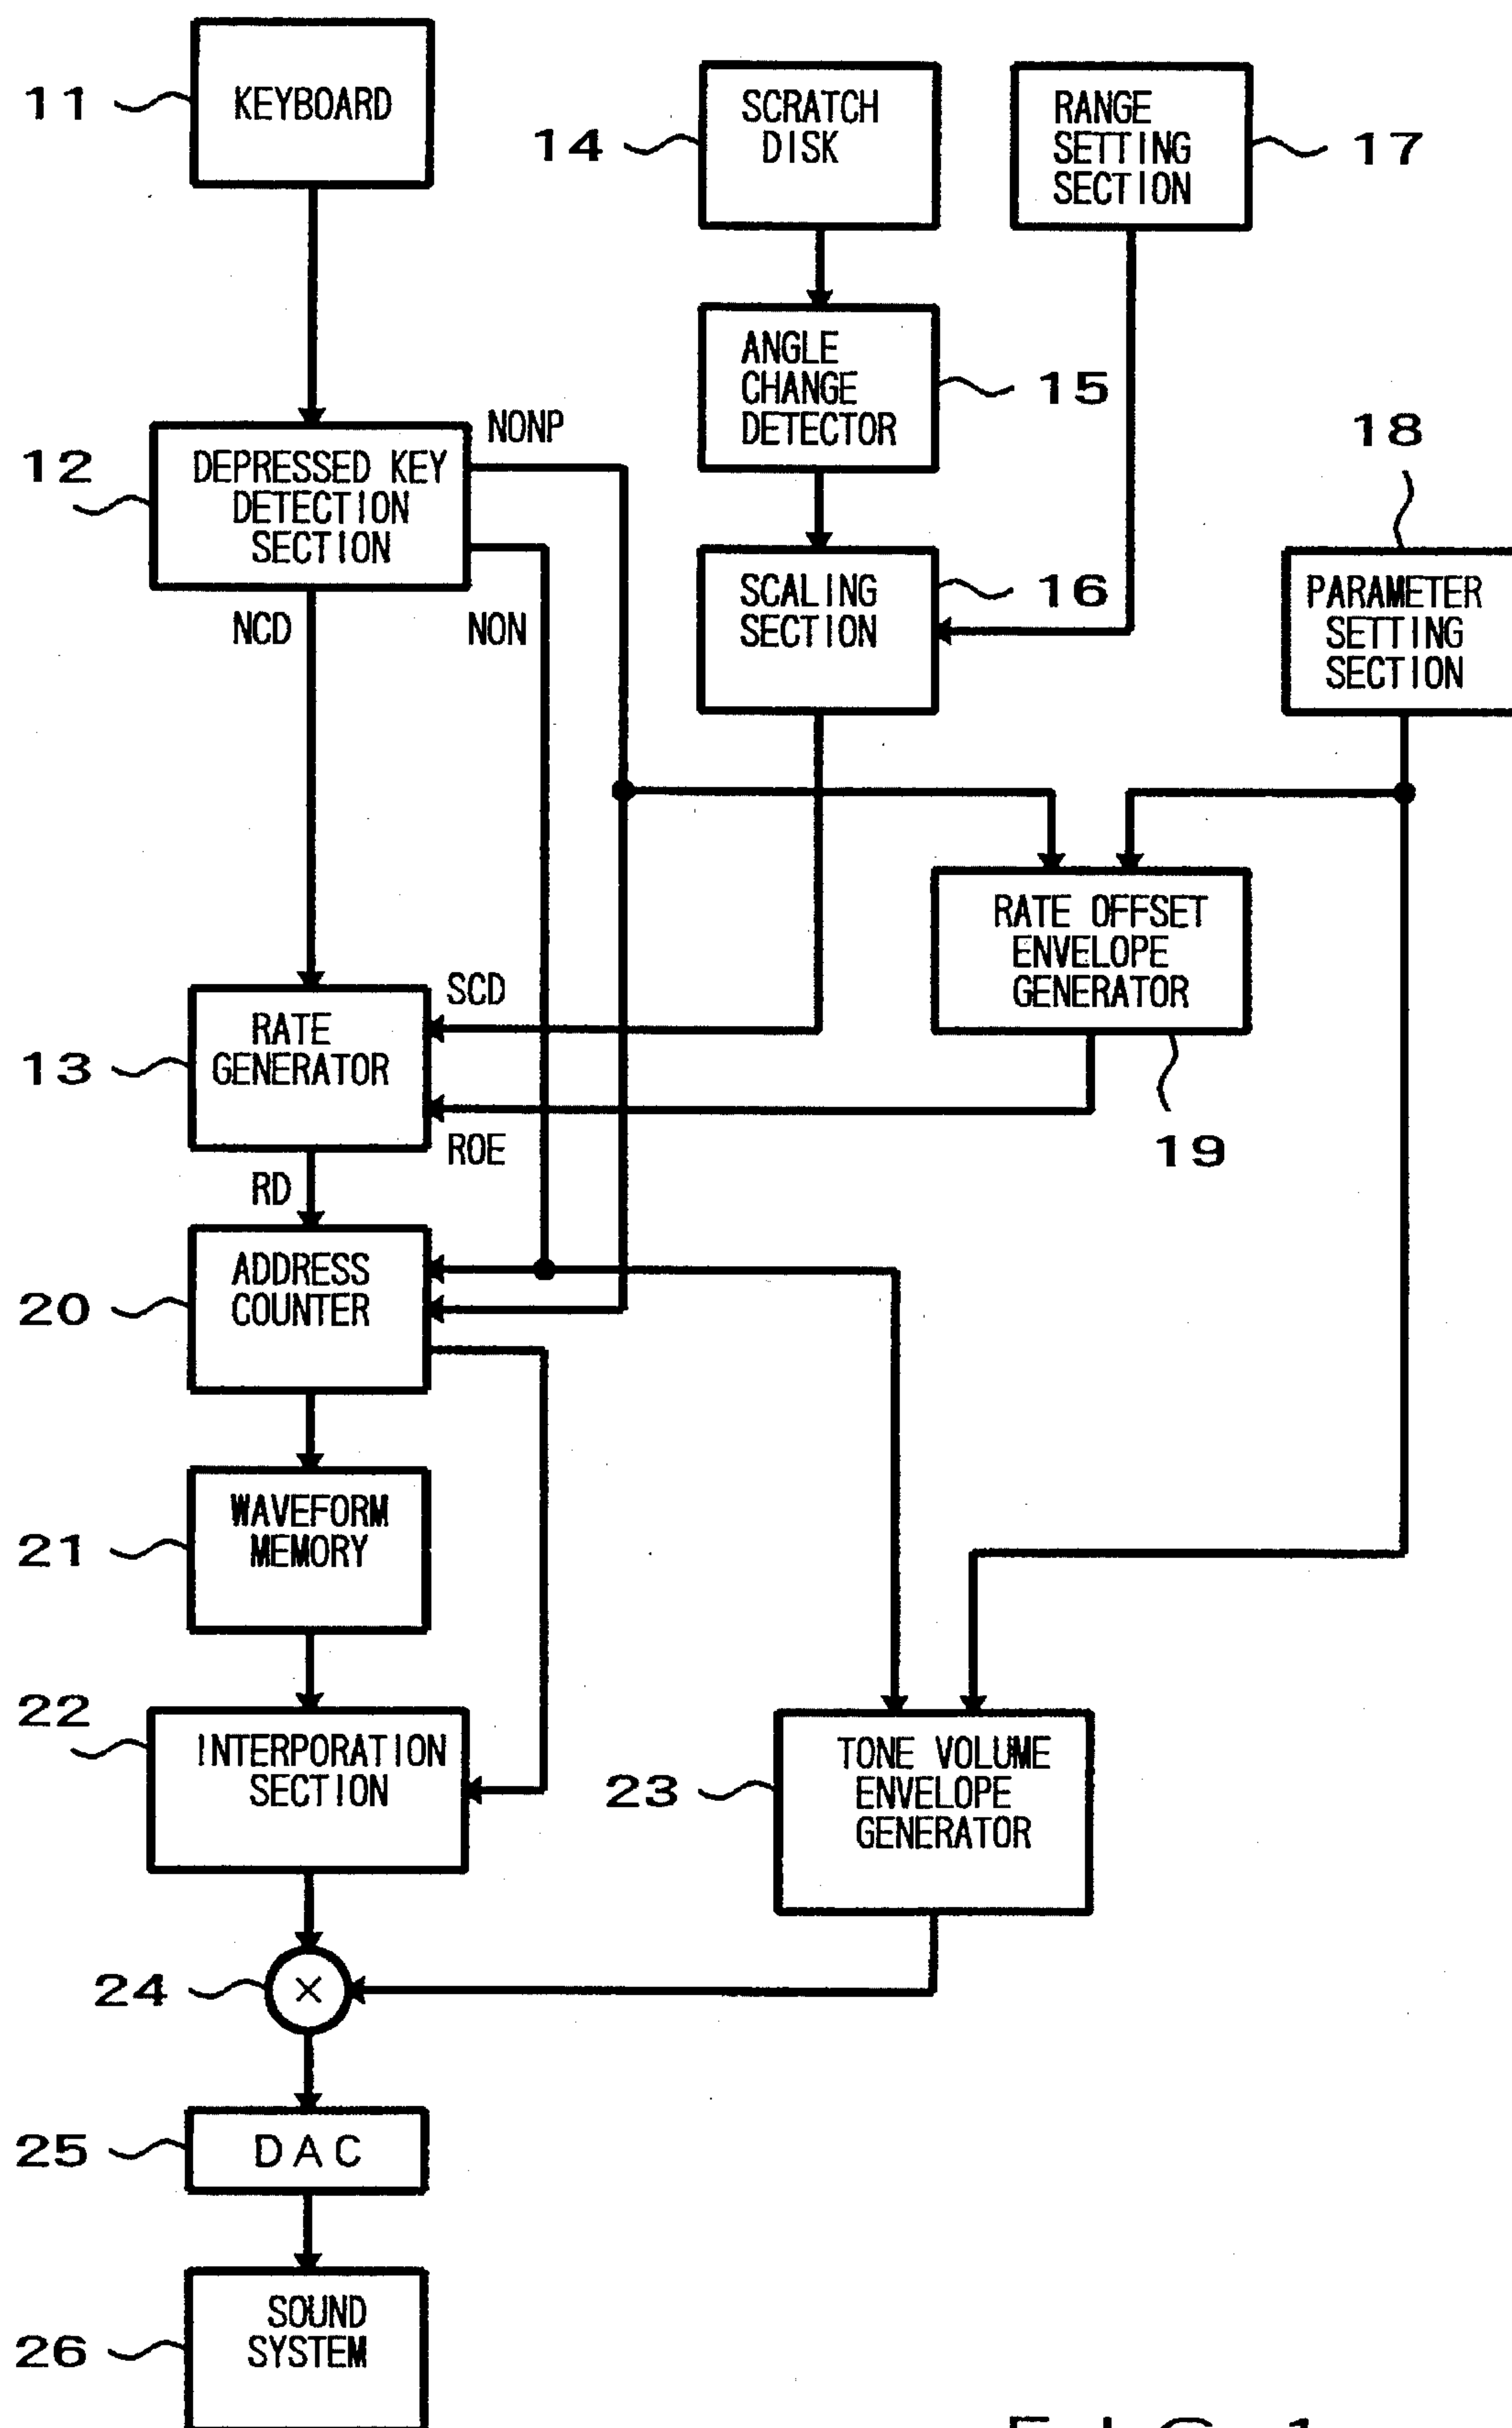 11
KEYBOARD
14
SCRATCH
DISK
RANGE
SETTING
SECTION
17
ANGLE
CHANGE
DETECTOR
15
12
DEPRESSED KEY
DETECTION
SECTION
NONP
NCD
NON
SCALING
SECTION
16
18
PARAMETER
SETTING
SECTION
RATE OFFSET
ENVELOPE
GENERATOR
19
13
RATE
GENERATOR
SCD
ROE
RD
20
ADDRESS
COUNTER
21
WAVEFORM
MEMORY
22
INTERPORATION
SECTION
23
TONE VOLUME
ENVELOPE
GENERATOR
24
×
25
DAC
26
SOUND
SYSTEM